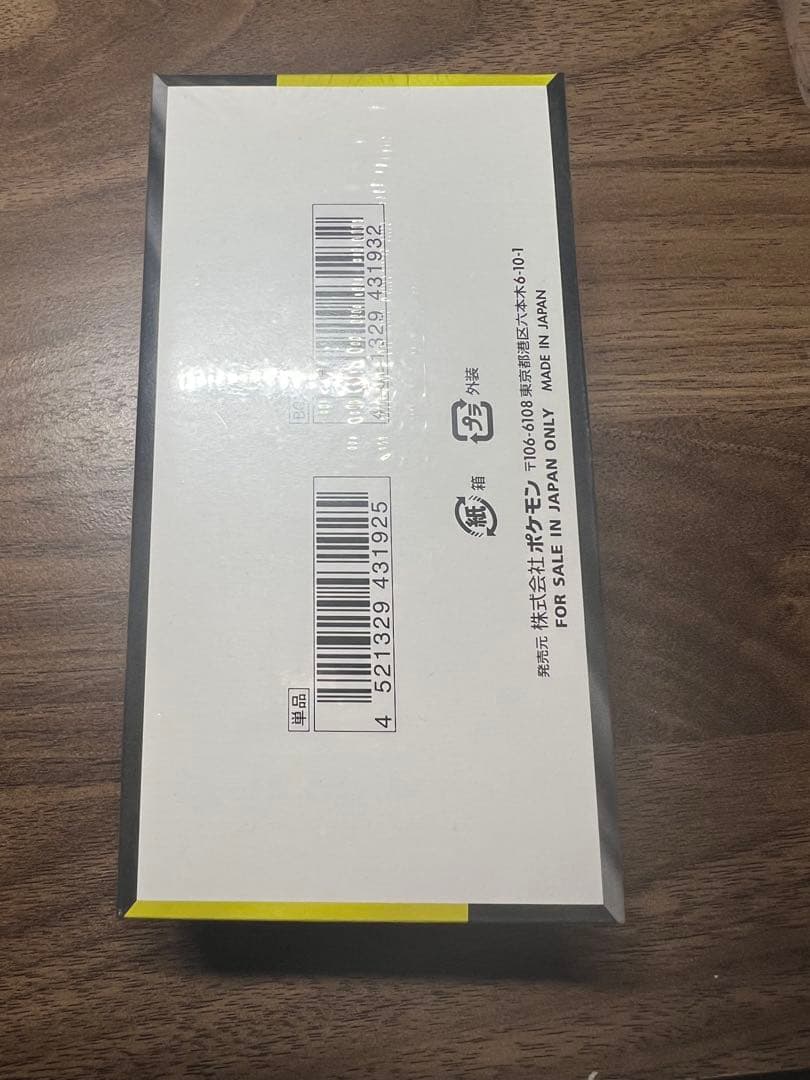 単品
4 521329 431925
1329 431932
紙 箱
プラ 外装
発売元 株式会社 ポケモン 〒106-6108 東京都港区六本木6-10-1
FOR SALE IN JAPAN ONLY MADE IN JAPAN